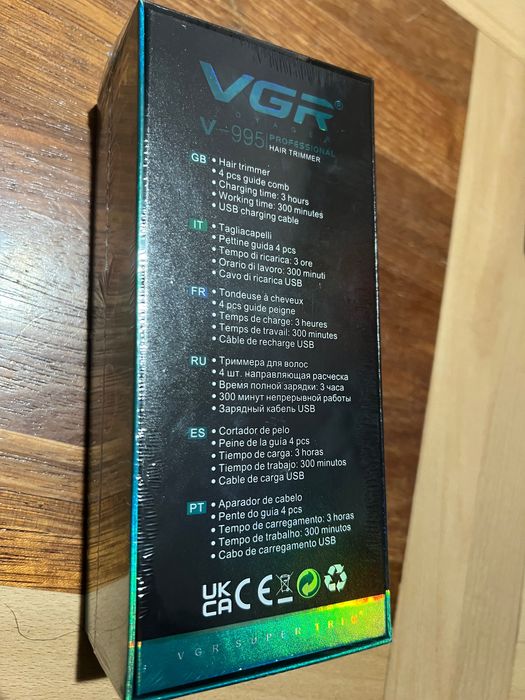 VGR®
VOYAGER
V-995 PROFESSIONAL
HAIR TRIMMER
GB • Hair trimmer
• 4 pcs guide comb
• Charging time: 3 hours
• Working time: 300 minutes
• USB charging cable
IT • Tagliacapelli
• Pettine guida 4 pcs
• Tempo di ricarica: 3 ore
• Orario di lavoro: 300 minuti
• Cavo di ricarica USB
FR • Tondeuse à cheveux
• 4 pcs guide peigne
• Temps de charge: 3 heures
• Temps de travail: 300 minutes
• Câble de recharge USB
RU • Триммера для волос
• 4 шт. направляющая расческа
• Время полной зарядки: 3 часа
• 300 минут непрерывной работы
• Зарядный кабель USB
ES • Cortador de pelo
• Peine de la guía 4 pcs
• Tiempo de carga: 3 horas
• Tiempo de trabajo: 300 minutos
• Cable de carga USB
PT • Aparador de cabelo
• Pente do guia 4 pcs
• Tempo de carregamento: 3 horas
• Tempo de trabalho: 300 minutos
• Cabo de carregamento USB
UK
CA CE
VGR SUPER TRIC®